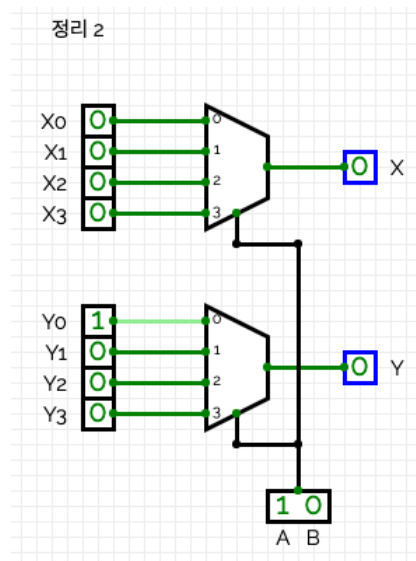 정리 2
X0 0 0
X1 0 1
X2 0 2
X3 0 3
0 X
Y0 1 0
Y1 0 1
Y2 0 2
Y3 0 3
0 Y
1 0
A B